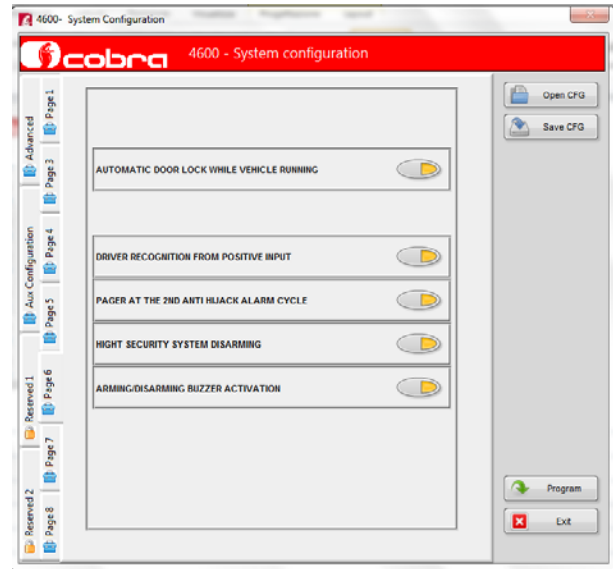 4600- System Configuration
cobra
4600 - System configuration
Advanced
Aux Configuration
Reserved 1
Reserved 2
Page 1
Page 3
Page 4
Page 5
Page 6
Page 7
Page 8
AUTOMATIC DOOR LOCK WHILE VEHICLE RUNNING
DRIVER RECOGNITION FROM POSITIVE INPUT
PAGER AT THE 2ND ANTI HIJACK ALARM CYCLE
HIGHT SECURITY SYSTEM DISARMING
ARMING/DISARMING BUZZER ACTIVATION
Open CFG
Save CFG
Program
Exit